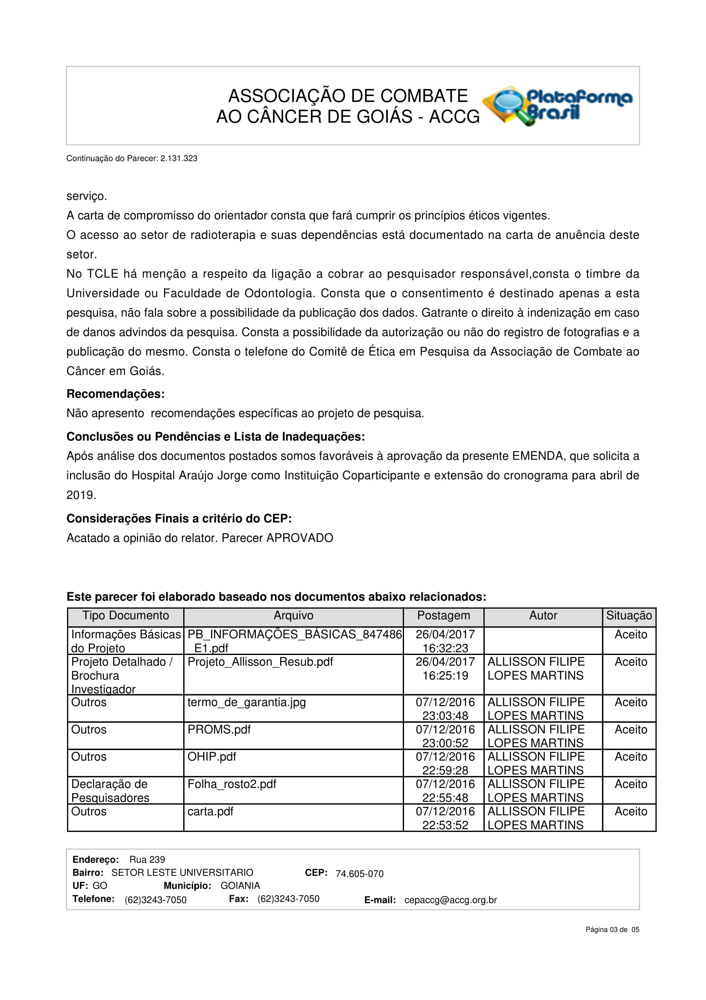 ASSOCIAÇÃO DE COMBATE
AO CÂNCER DE GOIÁS - ACCG
Plataforma
Brasil
Continuação do Parecer: 2.131.323
serviço.
A carta de compromisso do orientador consta que fará cumprir os princípios éticos vigentes.
O acesso ao setor de radioterapia e suas dependências está documentado na carta de anuência deste
setor.
No TCLE há menção a respeito da ligação a cobrar ao pesquisador responsável,consta o timbre da
Universidade ou Faculdade de Odontologia. Consta que o consentimento é destinado apenas a esta
pesquisa, não fala sobre a possibilidade da publicação dos dados. Gatrante o direito à indenização em caso
de danos advindos da pesquisa. Consta a possibilidade da autorização ou não do registro de fotografias e a
publicação do mesmo. Consta o telefone do Comitê de Ética em Pesquisa da Associação de Combate ao
Câncer em Goiás.
Recomendações:
Não apresento  recomendações específicas ao projeto de pesquisa.
Conclusões ou Pendências e Lista de Inadequações:
Após análise dos documentos postados somos favoráveis à aprovação da presente EMENDA, que solicita a
inclusão do Hospital Araújo Jorge como Instituição Coparticipante e extensão do cronograma para abril de
2019.
Considerações Finais a critério do CEP:
Acatado a opinião do relator. Parecer APROVADO
Este parecer foi elaborado baseado nos documentos abaixo relacionados:
Tipo Documento Arquivo Postagem Autor Situação
Informações Básicas PB_INFORMAÇÕES_BÁSICAS_847486 26/04/2017 Aceito
do Projeto E1.pdf 16:32:23
Projeto Detalhado / Projeto_Allisson_Resub.pdf 26/04/2017 ALLISSON FILIPE Aceito
Brochura 16:25:19 LOPES MARTINS
Investigador
Outros termo_de_garantia.jpg 07/12/2016 ALLISSON FILIPE Aceito
23:03:48 LOPES MARTINS
Outros PROMS.pdf 07/12/2016 ALLISSON FILIPE Aceito
23:00:52 LOPES MARTINS
Outros OHIP.pdf 07/12/2016 ALLISSON FILIPE Aceito
22:59:28 LOPES MARTINS
Declaração de Folha_rosto2.pdf 07/12/2016 ALLISSON FILIPE Aceito
Pesquisadores 22:55:48 LOPES MARTINS
Outros carta.pdf 07/12/2016 ALLISSON FILIPE Aceito
22:53:52 LOPES MARTINS
Endereço: Rua 239
Bairro: SETOR LESTE UNIVERSITARIO CEP: 74.605-070
UF: GO Município: GOIANIA
Telefone: (62)3243-7050 Fax: (62)3243-7050 E-mail: cepaccg@accg.org.br
Página 03 de  05